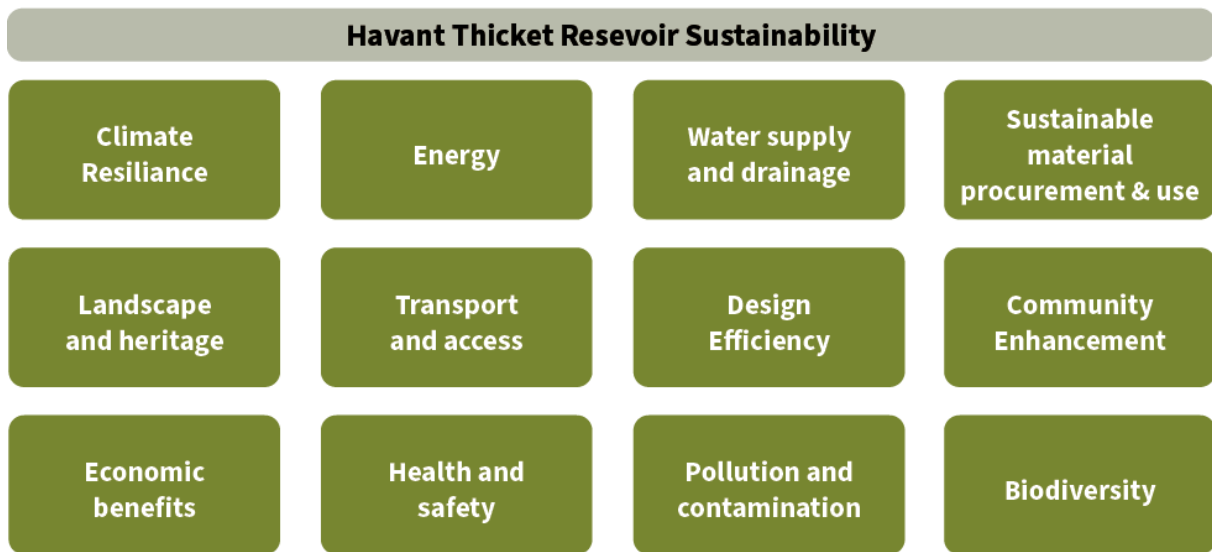 Havant Thicket Resevoir Sustainability
Climate
Resiliance
Energy
Water supply
and drainage
Sustainable
material
procurement & use
Landscape
and heritage
Transport
and access
Design
Efficiency
Community
Enhancement
Economic
benefits
Health and
safety
Pollution and
contamination
Biodiversity